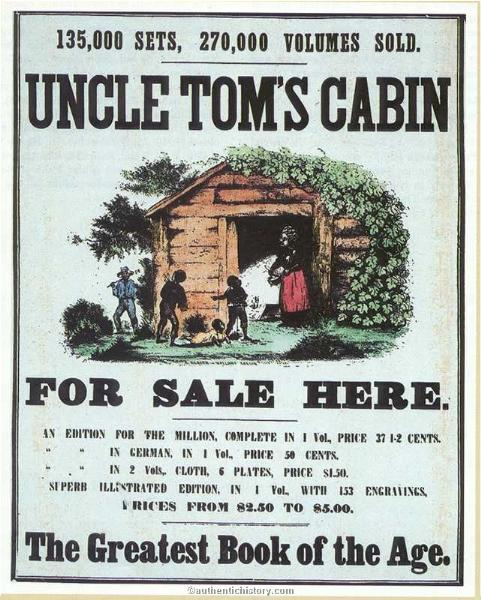 135,000 SETS, 270,000 VOLUMES SOLD.
UNCLE TOM'S CABIN
FOR SALE HERE.
AN EDITION FOR THE MILLION, COMPLETE IN 1 Vol., PRICE 37 1-2 CENTS.
" " IN GERMAN, IN 1 Vol., PRICE 50 CENTS.
" " IN 2 Vols,. CLOTH, 6 PLATES, PRICE $1.50.
SUPERB ILLUSTRATED EDITION, IN 1 Vol., WITH 153 ENGRAVINGS,
PRICES FROM $2.50 TO $5.00.
The Greatest Book of the Age.
©authentichistory.com